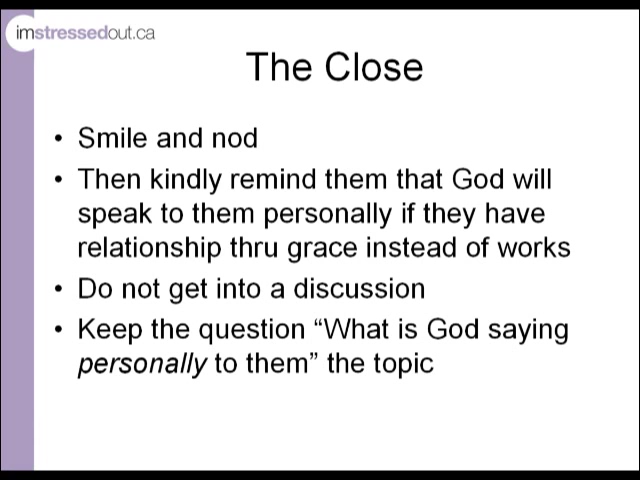 imstressedout.ca
The Close
• Smile and nod
• Then kindly remind them that God will
speak to them personally if they have
relationship thru grace instead of works
• Do not get into a discussion
• Keep the question “What is God saying
personally to them” the topic